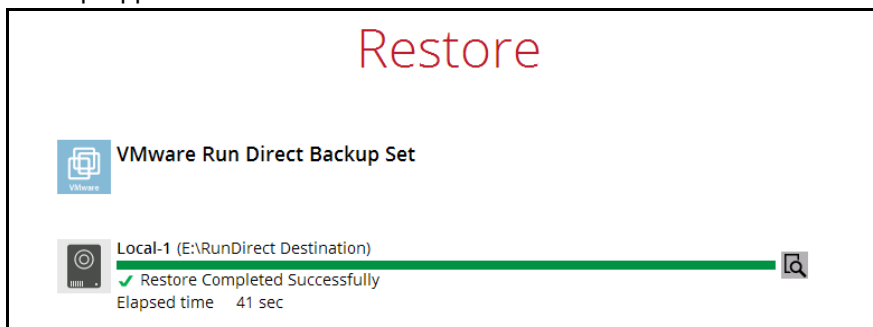 Restore
VMware Run Direct Backup Set
VMware
Local-1 (E:\RunDirect Destination)
Restore Completed Successfully
Elapsed time 41 sec